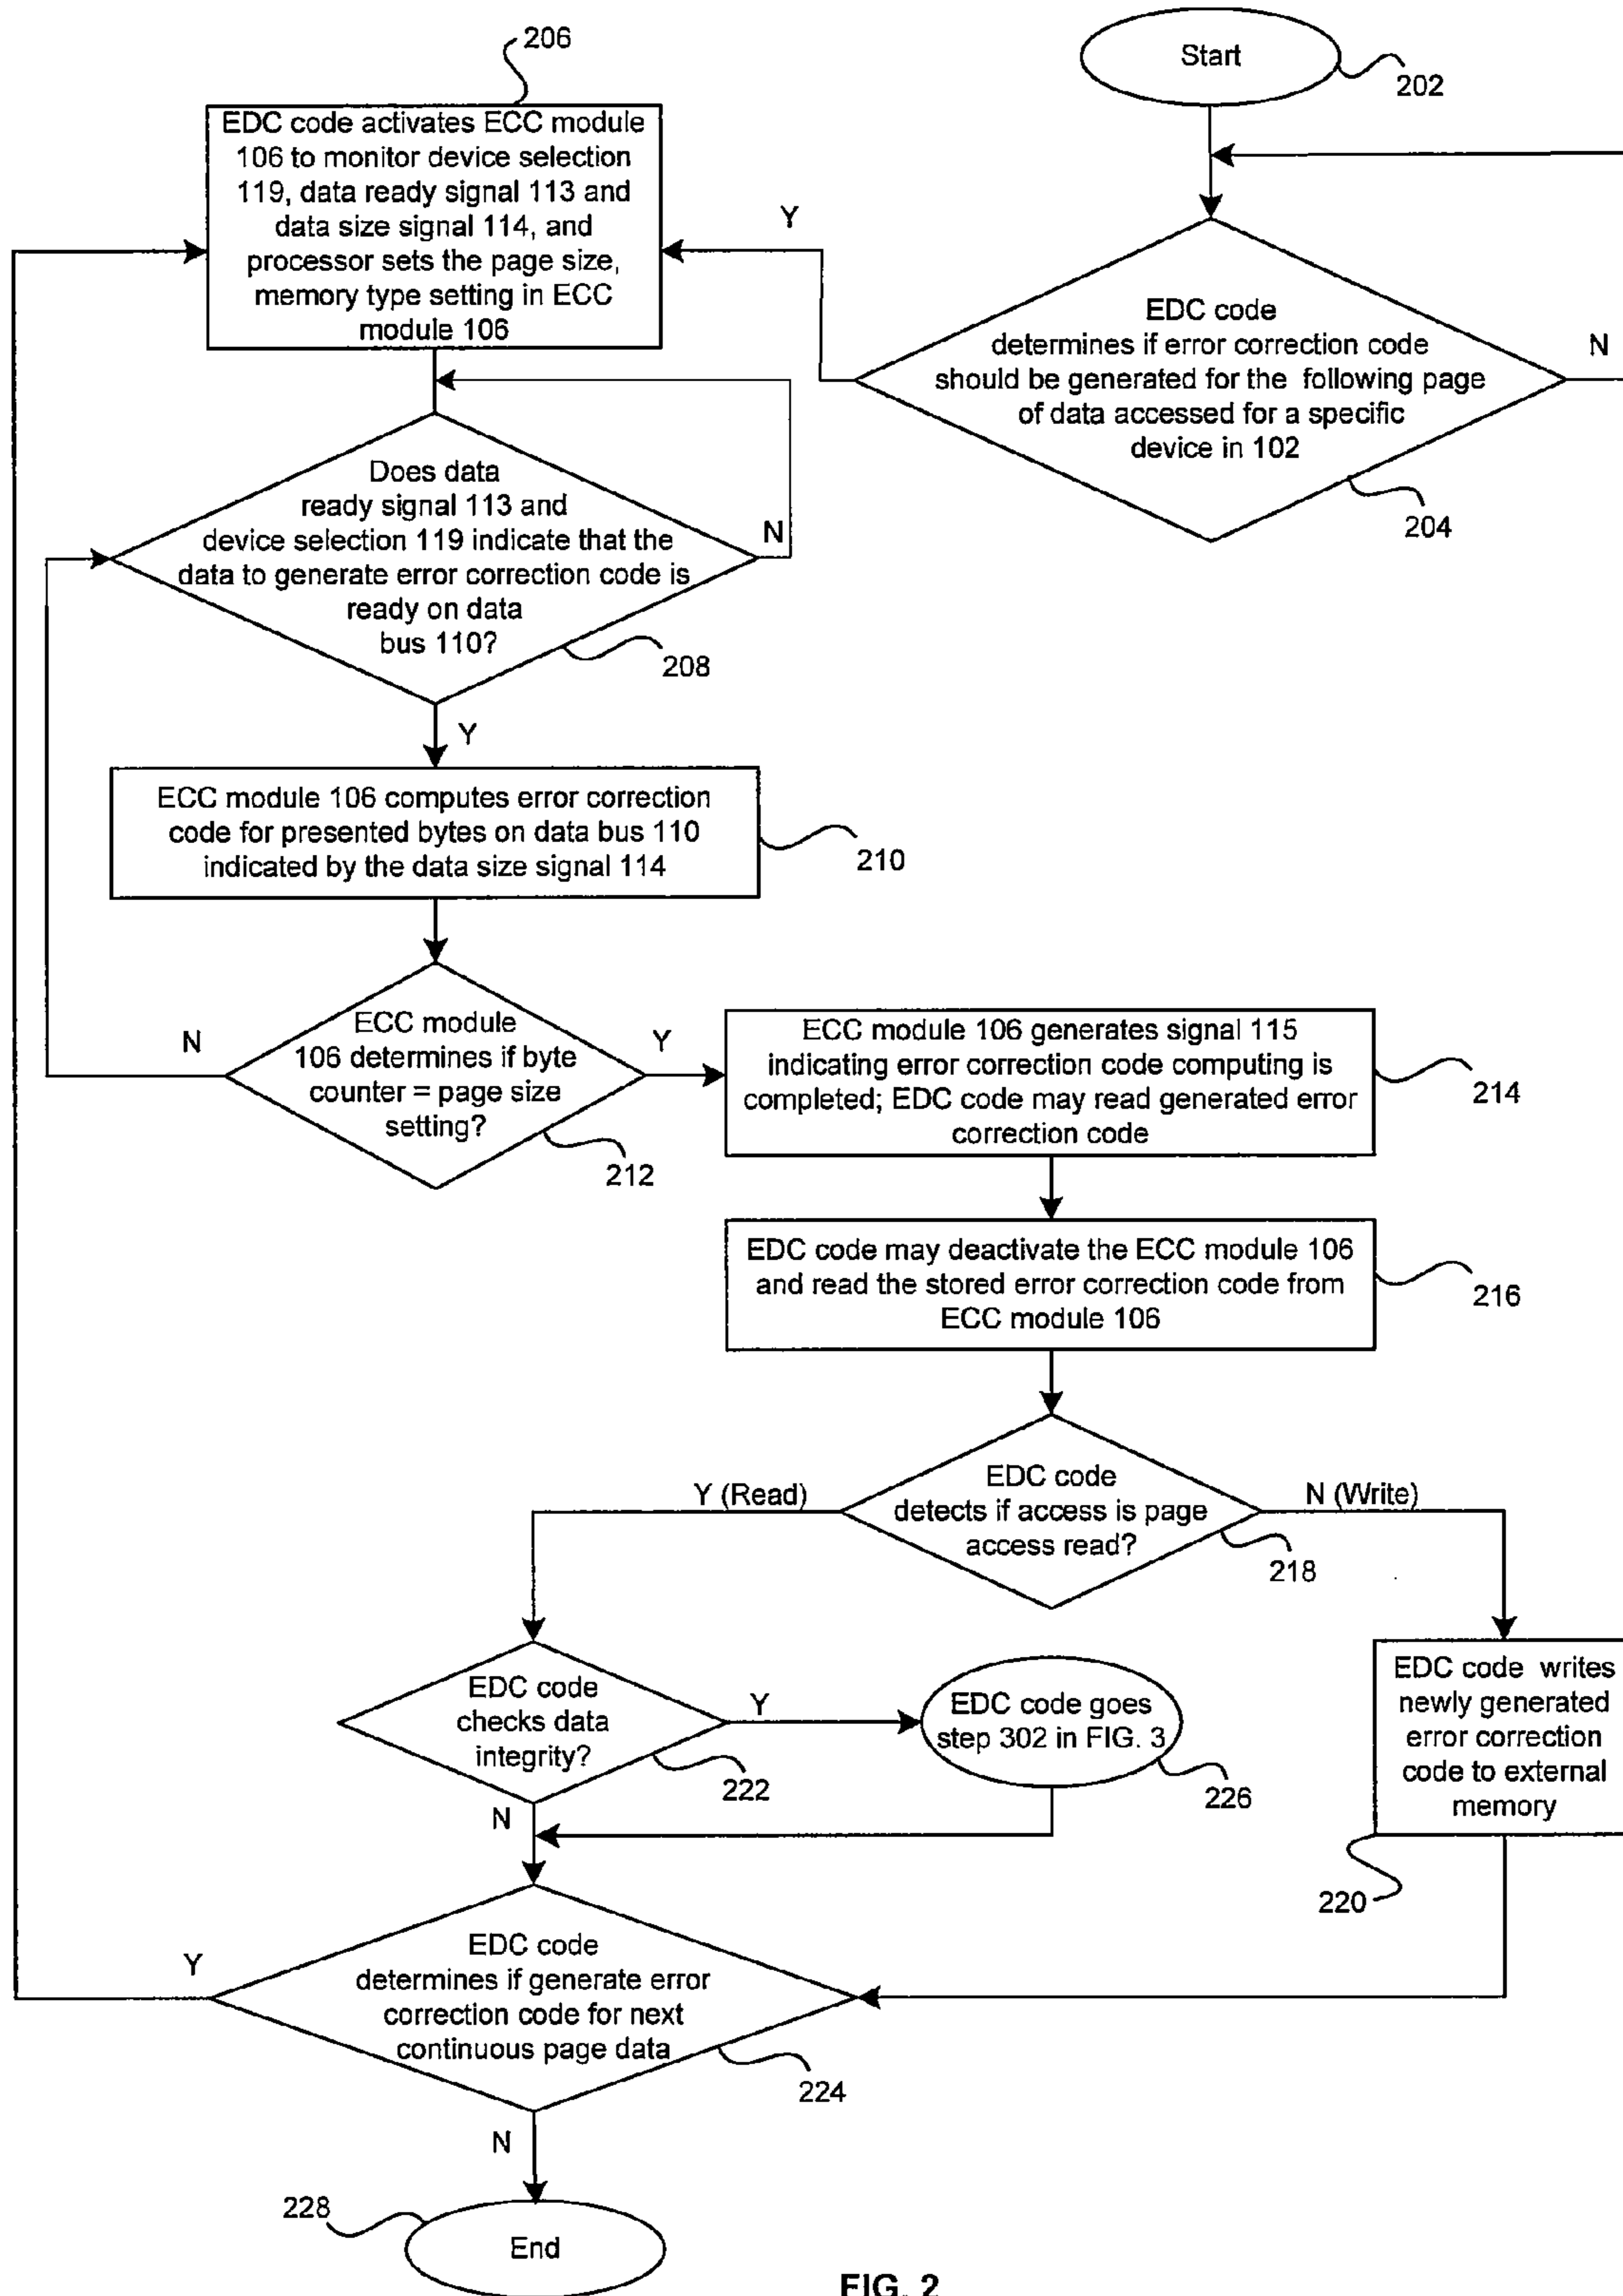 Start
202
206
EDC code activates ECC module
106 to monitor device selection
119, data ready signal 113 and
data size signal 114, and
processor sets the page size,
memory type setting in ECC
module 106
Y
EDC code
determines if error correction code
should be generated for the following page
of data accessed for a specific
device in 102
N
204
Does data
ready signal 113 and
device selection 119 indicate that the
data to generate error correction code is
ready on data
bus 110?
N
208
Y
ECC module 106 computes error correction
code for presented bytes on data bus 110
indicated by the data size signal 114
210
ECC module
106 determines if byte
counter = page size
setting?
N
Y
212
ECC module 106 generates signal 115
indicating error correction code computing is
completed; EDC code may read generated error
correction code
214
EDC code may deactivate the ECC module 106
and read the stored error correction code from
ECC module 106
216
EDC code
detects if access is page
access read?
Y (Read)
N (Write)
218
EDC code
checks data
integrity?
Y
222
N
EDC code goes
step 302 in FIG. 3
226
EDC code writes
newly generated
error correction
code to external
memory
220
EDC code
determines if generate error
correction code for next
continuous page data
Y
224
N
228
End
FIG. 2